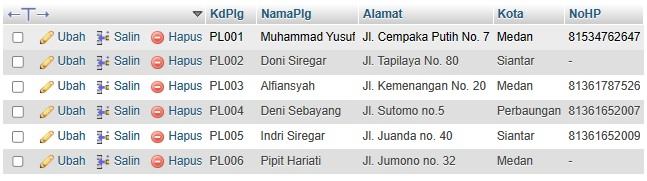 KdPlg NamaPlg Alamat Kota NoHP
Ubah Salin Hapus PL001 Muhammad Yusuf Jl. Cempaka Putih No. 7 Medan 81534762647
Ubah Salin Hapus PL002 Doni Siregar Jl. Tapilaya no. 80 Siantar -
Ubah Salin Hapus PL003 Alfiansyah Jl. Kemenangan No. 20 Medan 81361787526
Ubah Salin Hapus PL004 Deni Sebayang Jl. Sutomo no.5 Perbaungan 81361652007
Ubah Salin Hapus PL005 Indri Siregar Jl. Juanda no. 40 Siantar 81361652009
Ubah Salin Hapus PL006 Pipit Hariati Jl. Jumono no. 32 Medan -